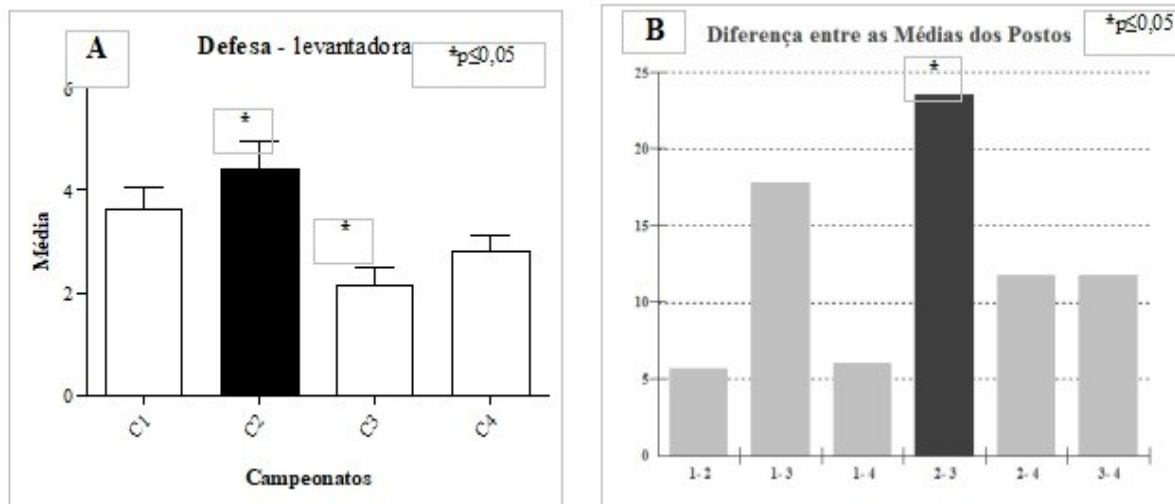 A
Defesa - levantadora
*p≤0,05
6
4
2
0
Média
*
*
C1
C2
C3
C4
Campeonatos
B
Diferença entre as Médias dos Postos
*p≤0,05
*
25
20
15
10
5
0
1- 2
1- 3
1- 4
2- 3
2- 4
3- 4